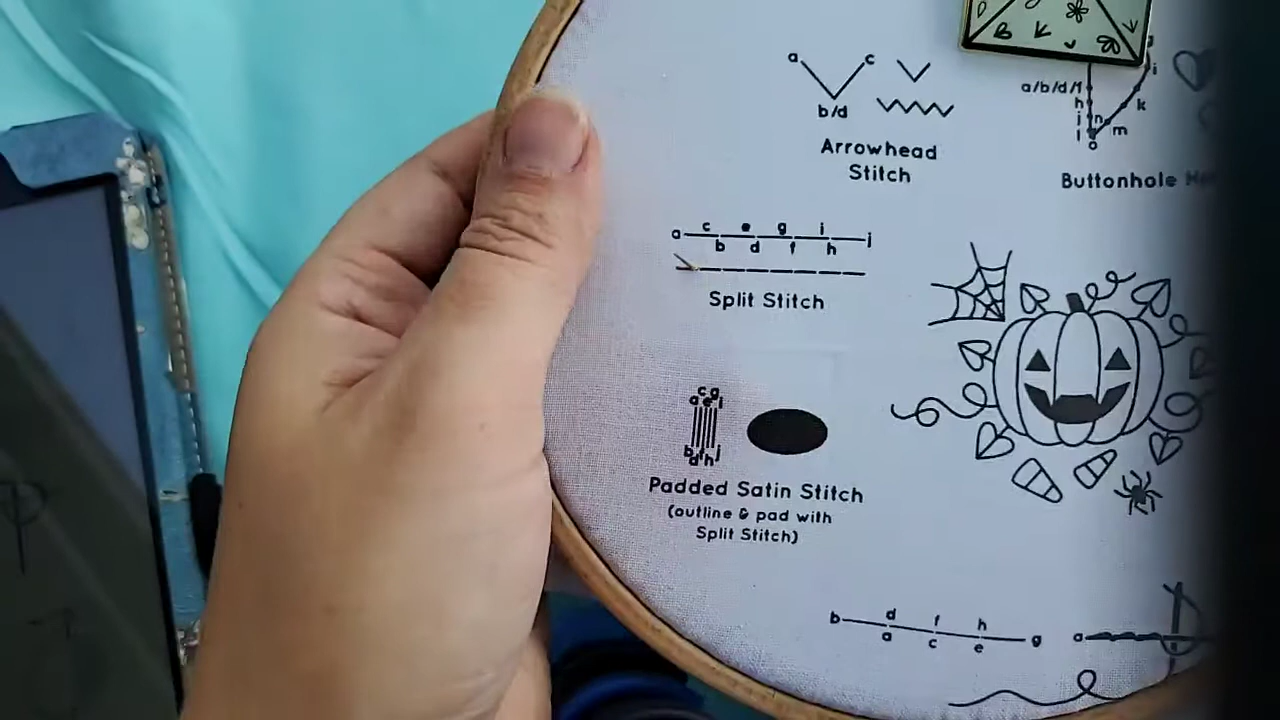 a c
b/d
Arrowhead
Stitch
a/b/d/f
h
j
l
n
o
i
k
m
Buttonhole
a c e g i j
b d f h
Split Stitch
c g
a e i
b f j
d h
Padded Satin Stitch
(outline & pad with
Split Stitch)
b d f h g
a c e
a